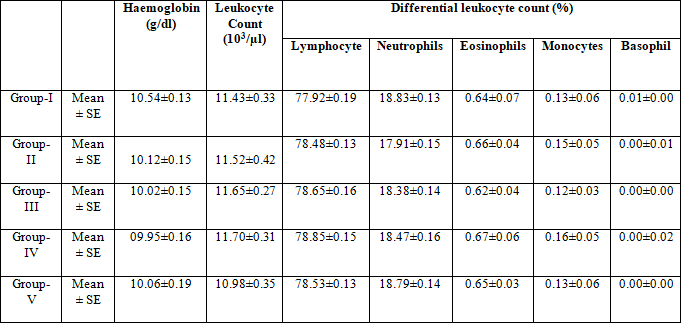 Haemoglobin (g/dl) Leukocyte Count (10³/µl) Differential leukocyte count (%)
Lymphocyte Neutrophils Eosinophils Monocytes Basophil
Group-I Mean ± SE 10.54±0.13 11.43±0.33 77.92±0.19 18.83±0.13 0.64±0.07 0.13±0.06 0.01±0.00
Group-II Mean ± SE 10.12±0.15 11.52±0.42 78.48±0.13 17.91±0.15 0.66±0.04 0.15±0.05 0.00±0.01
Group-III Mean ± SE 10.02±0.15 11.65±0.27 78.65±0.16 18.38±0.14 0.62±0.04 0.12±0.03 0.00±0.00
Group-IV Mean ± SE 09.95±0.16 11.70±0.31 78.85±0.15 18.47±0.16 0.67±0.06 0.16±0.05 0.00±0.02
Group-V Mean ± SE 10.06±0.19 10.98±0.35 78.53±0.13 18.79±0.14 0.65±0.03 0.13±0.06 0.00±0.00